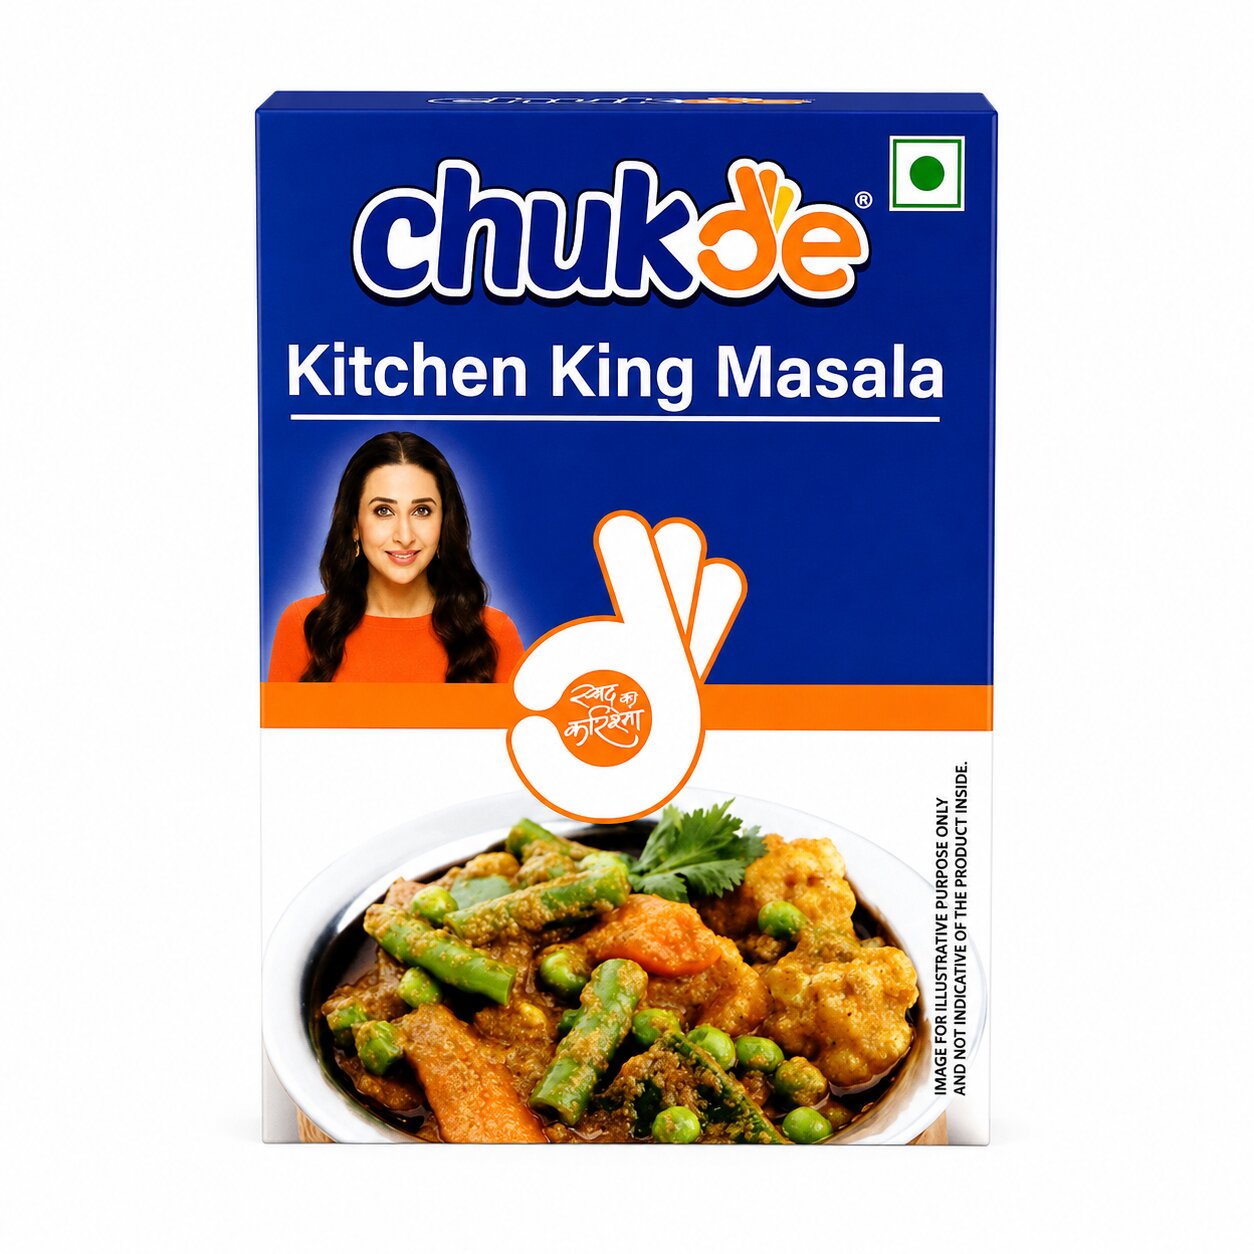 chukde®
Kitchen King Masala
स्वाद का
करिश्मा
IMAGE FOR ILLUSTRATIVE PURPOSE ONLY
AND NOT INDICATIVE OF THE PRODUCT INSIDE.